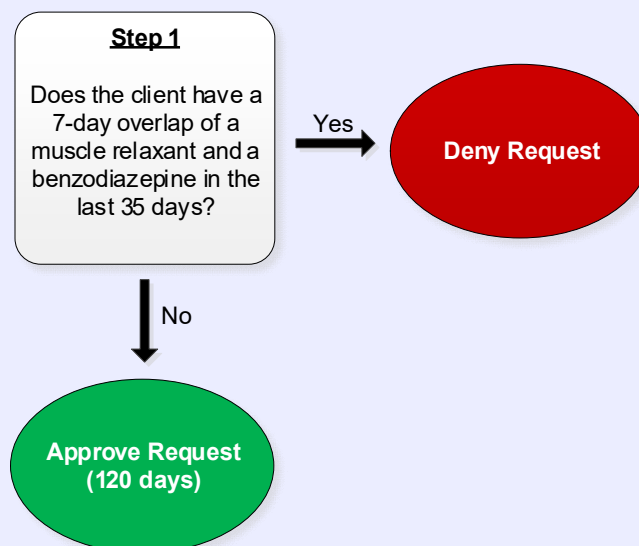 Step 1
Does the client have a
7-day overlap of a
muscle relaxant and a
benzodiazepine in the
last 35 days?
Yes
Deny Request
No
Approve Request
(120 days)